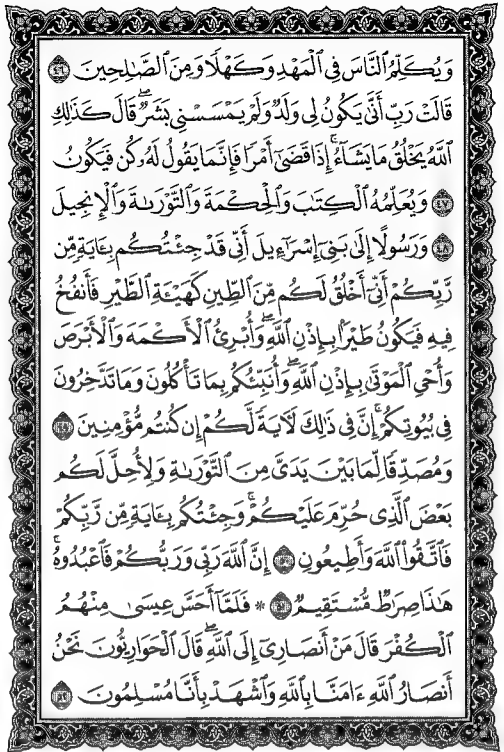 وَيُكَلِّمُ ٱلنَّاسَ فِي ٱلْمَهْدِ وَكَهْلًا وَمِنَ ٱلصَّٰلِحِينَ ٤٦
قَالَتْ رَبِّ أَنَّىٰ يَكُونُ لِي وَلَدٌ وَلَمْ يَمْسَسْنِي بَشَرٌۖ قَالَ كَذَٰلِكِ
ٱللَّهُ يَخْلُقُ مَا يَشَآءُۚ إِذَا قَضَىٰٓ أَمْرًا فَإِنَّمَا يَقُولُ لَهُۥ كُن فَيَكُونُ
٤٧ وَيُعَلِّمُهُ ٱلْكِتَٰبَ وَٱلْحِكْمَةَ وَٱلتَّوْرَىٰةَ وَٱلْإِنجِيلَ
٤٨ وَرَسُولًا إِلَىٰ بَنِيٓ إِسْرَٰٓءِيلَ أَنِّي قَدْ جِئْتُكُم بِـَٔايَةٍ مِّن
رَّبِّكُمْ أَنِّيٓ أَخْلُقُ لَكُم مِّنَ ٱلطِّينِ كَهَيْـَٔةِ ٱلطَّيْرِ فَأَنفُخُ
فِيهِ فَيَكُونُ طَيْرًۢا بِإِذْنِ ٱللَّهِۖ وَأُبْرِئُ ٱلْأَكْمَهَ وَٱلْأَبْرَصَ
وَأُحْيِ ٱلْمَوْتَىٰ بِإِذْنِ ٱللَّهِۖ وَأُنَبِّئُكُم بِمَا تَأْكُلُونَ وَمَا تَدَّخِرُونَ
فِي بُيُوتِكُمْۚ إِنَّ فِي ذَٰلِكَ لَأٓيَةً لَّكُمْ إِن كُنتُم مُّؤْمِنِينَ ٤٩
وَمُصَدِّقًا لِّمَا بَيْنَ يَدَيَّ مِنَ ٱلتَّوْرَىٰةِ وَلِأُحِلَّ لَكُم
بَعْضَ ٱلَّذِي حُرِّمَ عَلَيْكُمْۚ وَجِئْتُكُم بِـَٔايَةٍ مِّن رَّبِّكُمْ
فَٱتَّقُوا۟ ٱللَّهَ وَأَطِيعُونِ ٥٠ إِنَّ ٱللَّهَ رَبِّي وَرَبُّكُمْ فَٱعْبُدُوهُۚ
هَٰذَا صِرَٰطٌ مُّسْتَقِيمٌ ٥١ * فَلَمَّآ أَحَسَّ عِيسَىٰ مِنْهُمُ
ٱلْكُفْرَ قَالَ مَنْ أَنصَارِيٓ إِلَى ٱللَّهِۖ قَالَ ٱلْحَوَارِيُّونَ نَحْنُ
أَنصَارُ ٱللَّهِ ءَامَنَّا بِٱللَّهِ وَٱشْهَدْ بِأَنَّا مُسْلِمُونَ ٥٢